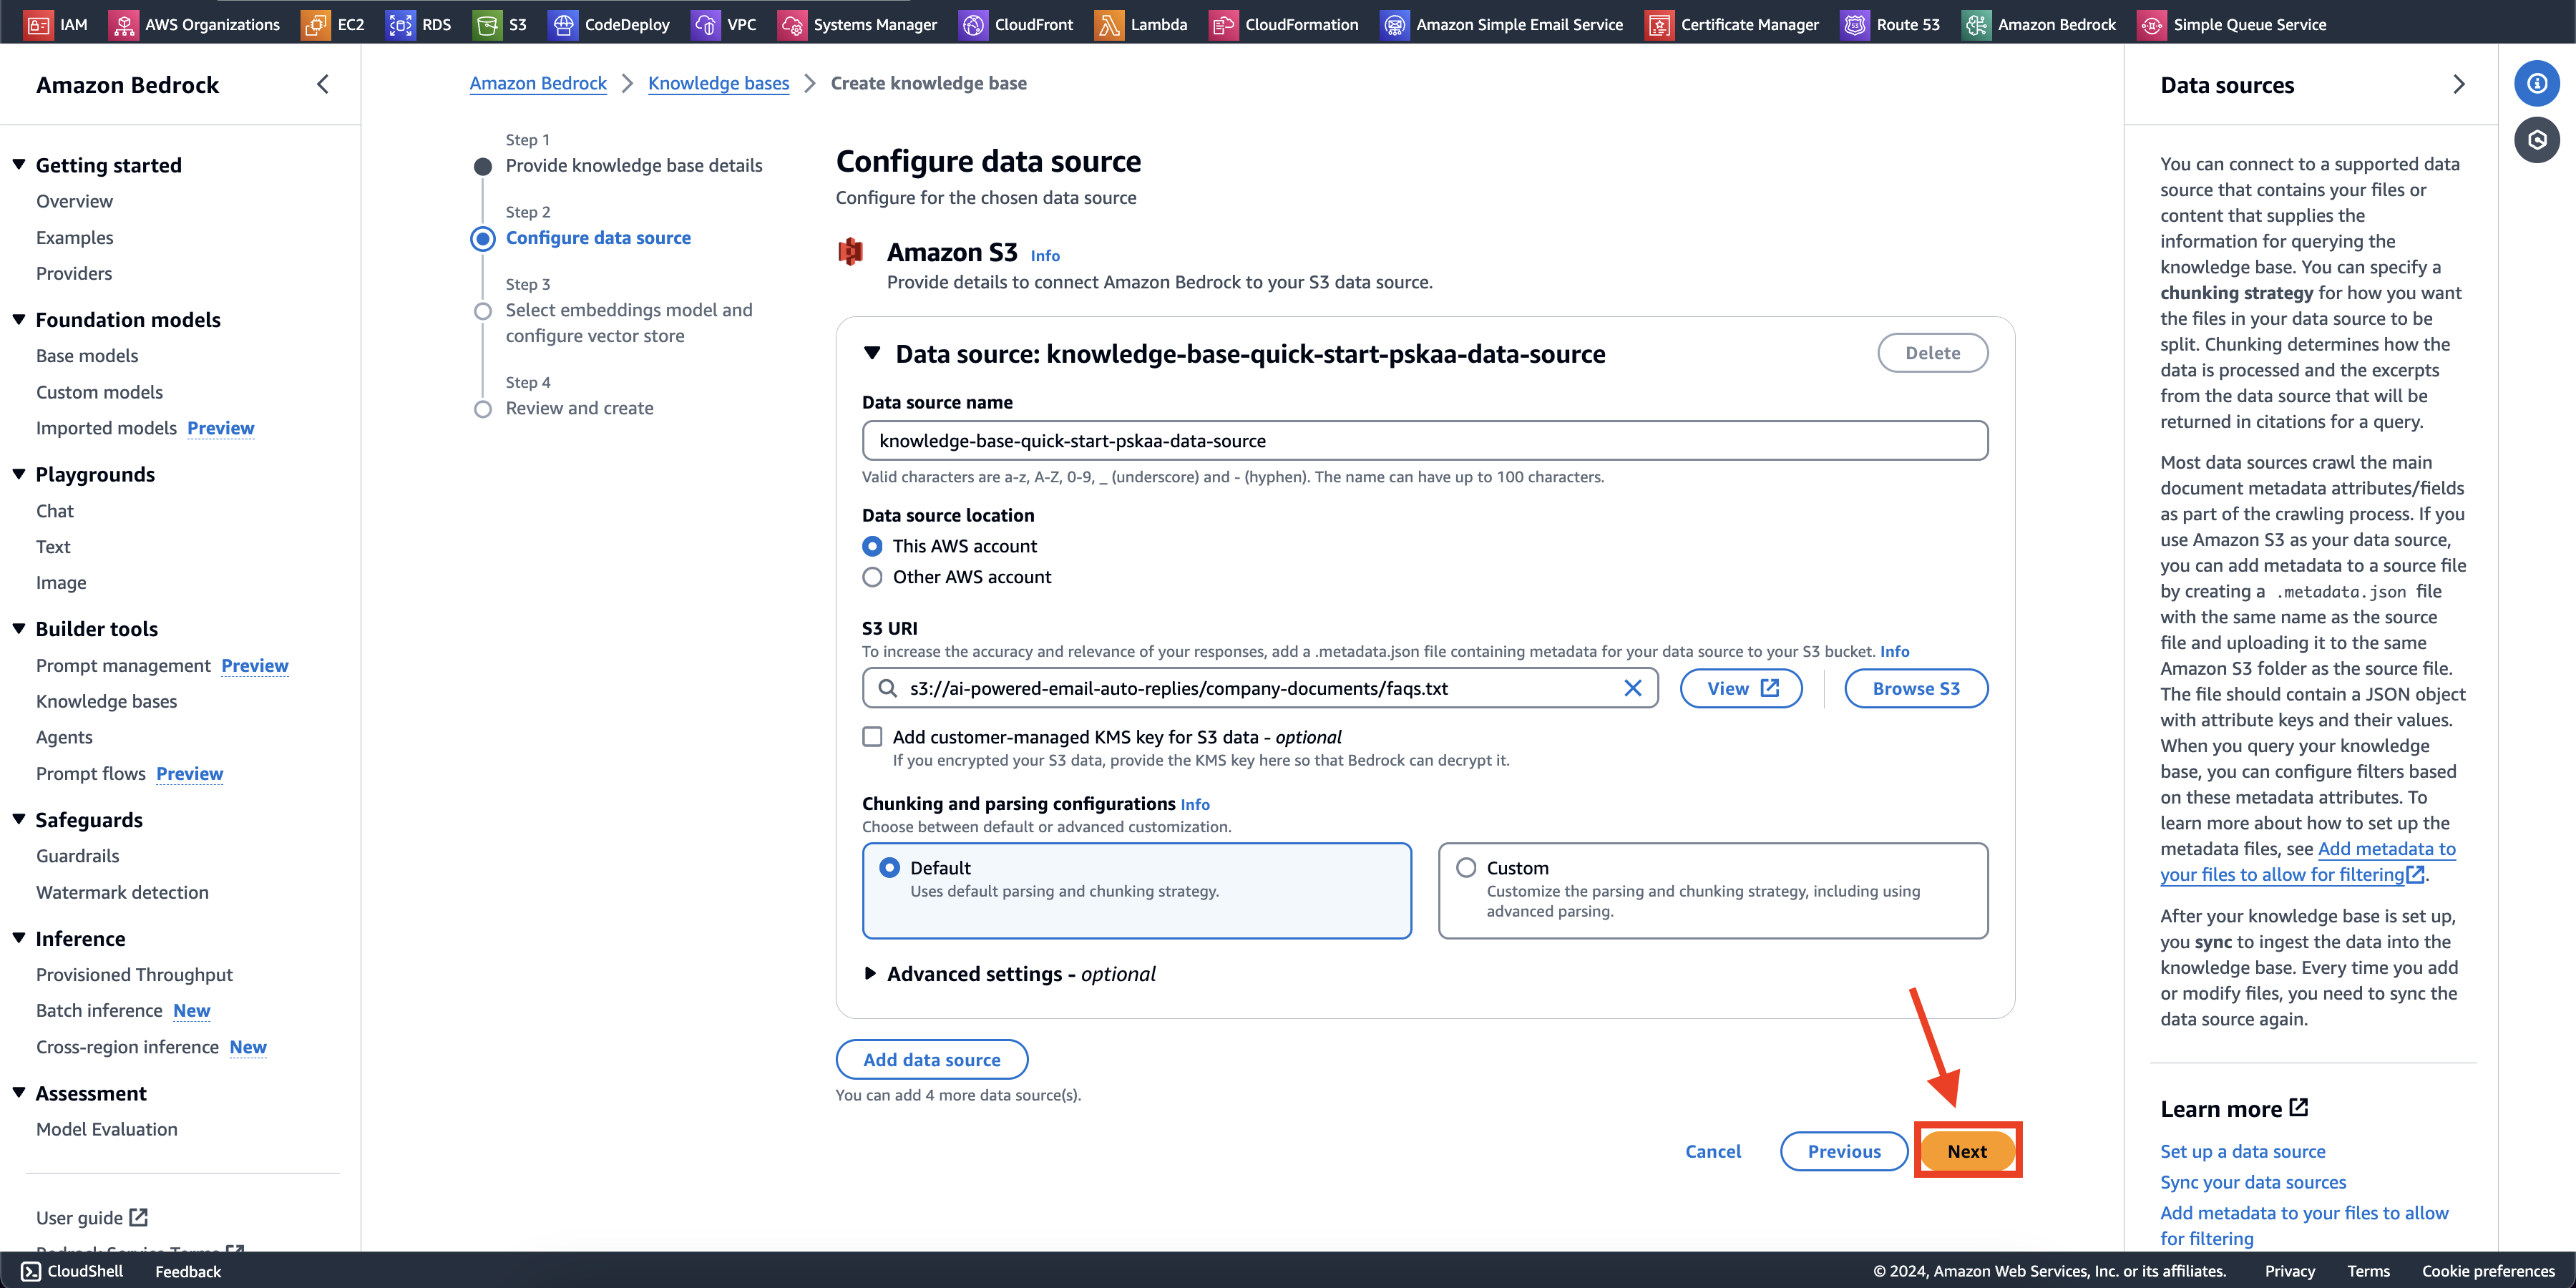 IAM
AWS Organizations
EC2
RDS
S3
CodeDeploy
VPC
Systems Manager
CloudFront
Lambda
CloudFormation
Amazon Simple Email Service
Certificate Manager
Route 53
Amazon Bedrock
Simple Queue Service
Amazon Bedrock
Getting started
Overview
Examples
Providers
Foundation models
Base models
Custom models
Imported models Preview
Playgrounds
Chat
Text
Image
Builder tools
Prompt management Preview
Knowledge bases
Agents
Prompt flows Preview
Safeguards
Guardrails
Watermark detection
Inference
Provisioned Throughput
Batch inference New
Cross-region inference New
Assessment
Model Evaluation
User guide
Bedrock Service Terms
Amazon Bedrock > Knowledge bases > Create knowledge base
Step 1
Provide knowledge base details
Step 2
Configure data source
Step 3
Select embeddings model and
configure vector store
Step 4
Review and create
Configure data source
Configure for the chosen data source
Amazon S3 Info
Provide details to connect Amazon Bedrock to your S3 data source.
Data source: knowledge-base-quick-start-pskaa-data-source
Delete
Data source name
knowledge-base-quick-start-pskaa-data-source
Valid characters are a-z, A-Z, 0-9, _ (underscore) and - (hyphen). The name can have up to 100 characters.
Data source location
This AWS account
Other AWS account
S3 URI
To increase the accuracy and relevance of your responses, add a .metadata.json file containing metadata for your data source to your S3 bucket. Info
s3://ai-powered-email-auto-replies/company-documents/faqs.txt
View
Browse S3
Add customer-managed KMS key for S3 data - optional
If you encrypted your S3 data, provide the KMS key here so that Bedrock can decrypt it.
Chunking and parsing configurations Info
Choose between default or advanced customization.
Default
Uses default parsing and chunking strategy.
Custom
Customize the parsing and chunking strategy, including using
advanced parsing.
Advanced settings - optional
Add data source
You can add 4 more data source(s).
Cancel
Previous
Next
Data sources
You can connect to a supported data
source that contains your files or
content that supplies the
information for querying the
knowledge base. You can specify a
chunking strategy for how you want
the files in your data source to be
split. Chunking determines how the
data is processed and the excerpts
from the data source that will be
returned in citations for a query.
Most data sources crawl the main
document metadata attributes/fields
as part of the crawling process. If you
use Amazon S3 as your data source,
you can add metadata to a source file
by creating a .metadata.json file
with the same name as the source
file and uploading it to the same
Amazon S3 folder as the source file.
The file should contain a JSON object
with attribute keys and their values.
When you query your knowledge
base, you can configure filters based
on these metadata attributes. To
learn more about how to set up the
metadata files, see Add metadata to
your files to allow for filtering.
After your knowledge base is set up,
you sync to ingest the data into the
knowledge base. Every time you add
or modify files, you need to sync the
data source again.
Learn more
Set up a data source
Sync your data sources
Add metadata to your files to allow
for filtering
CloudShell
Feedback
© 2024, Amazon Web Services, Inc. or its affiliates.
Privacy
Terms
Cookie preferences